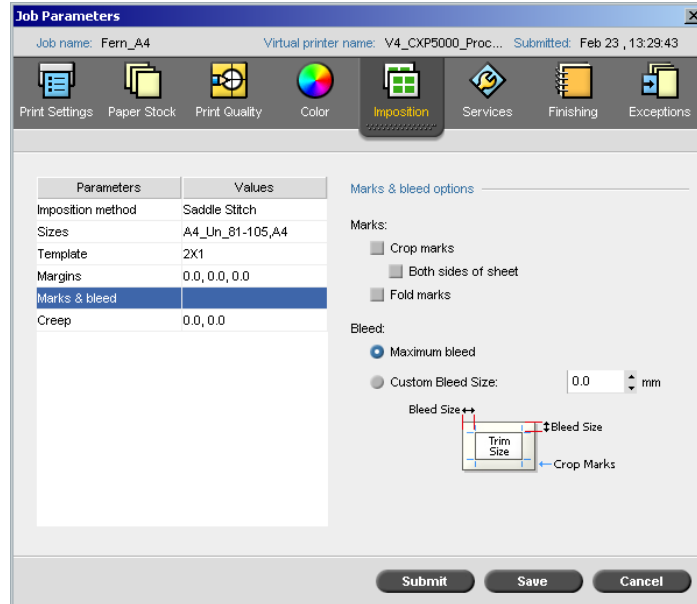 Job Parameters
Job name: Fern_A4 Virtual printer name: V4_CXP5000_Proc... Submitted: Feb 23 , 13:29:43
Print Settings Paper Stock Print Quality Color Imposition Services Finishing Exceptions
Parameters Values
Imposition method Saddle Stitch
Sizes A4_Un_81-105,A4
Template 2X1
Margins 0.0, 0.0, 0.0
Marks & bleed
Creep 0.0, 0.0
Marks & bleed options
Marks:
Crop marks
Both sides of sheet
Fold marks
Bleed:
Maximum bleed
Custom Bleed Size: 0.0 mm
Bleed Size
Bleed Size
Trim
Size
Crop Marks
Submit Save Cancel